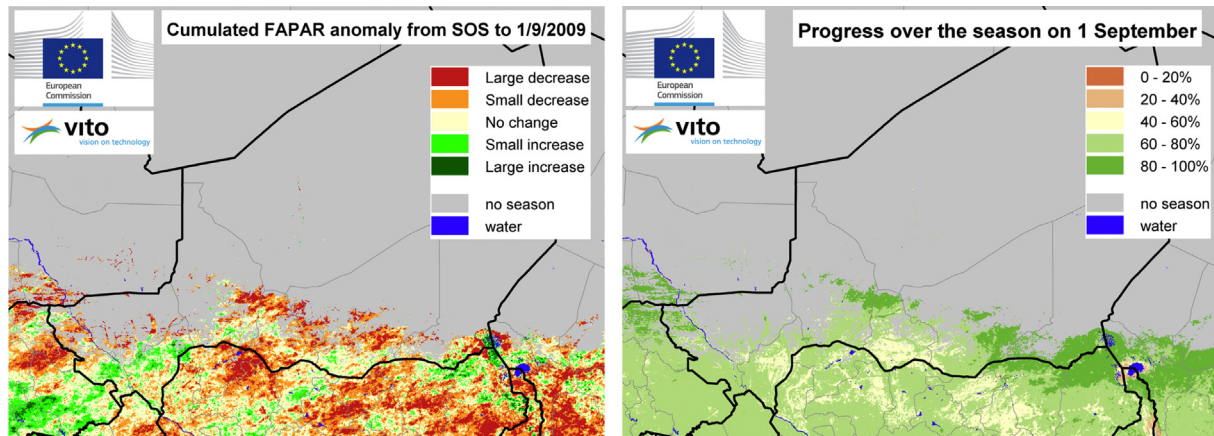 Cumulated FAPAR anomaly from SOS to 1/9/2009
European
Commission
vito
vision on technology
Large decrease
Small decrease
No change
Small increase
Large increase
no season
water
Progress over the season on 1 September
European
Commission
vito
vision on technology
0 - 20%
20 - 40%
40 - 60%
60 - 80%
80 - 100%
no season
water